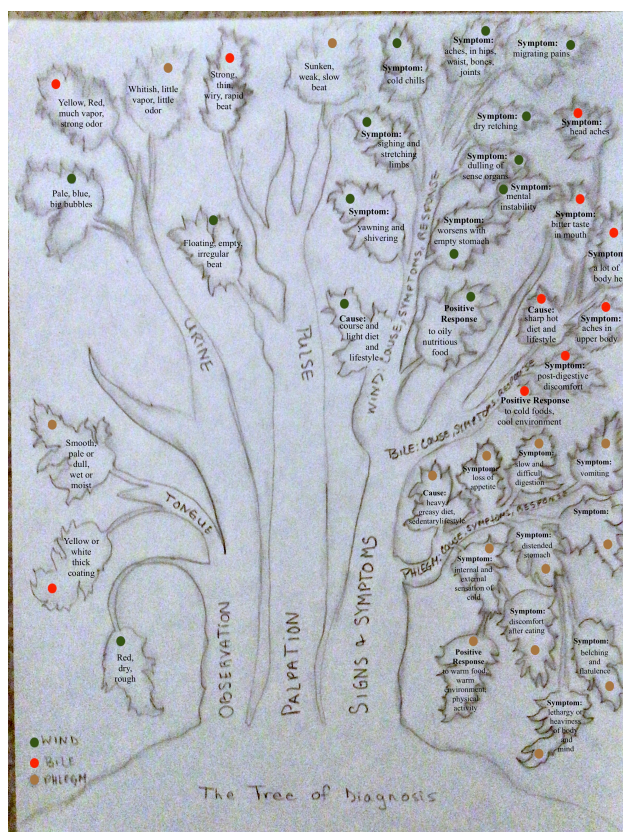 Yellow, Red,
much vapor,
strong odor
Whitish, little
vapor, little
odor
Strong,
thin,
wiry, rapid
beat
Sunken,
weak, slow
beat
Symptom:
cold chills
Symptom:
aches, in hips,
waist, bones,
joints
Symptom:
migrating pains
Pale, blue,
big bubbles
Floating, empty,
irregular
beat
Symptom:
sighing and
stretching
limbs
Symptom:
dry retching
Symptom:
head aches
Symptom:
dulling of
sense organs
Symptom:
mental
instability
Symptom:
yawning and
shivering
Symptom:
worsens with
empty stomach
Symptom:
bitter taste
in mouth
Symptom
a lot of
body he
Cause:
course and
light diet
and
lifestyle
Positive
Response
to oily
nutritious
food
Cause:
sharp hot
diet and
lifestyle
Symptom:
aches in
upper body
Symptom:
post-digestive
discomfort
Positive Response
to cold foods,
cool environment
URINE
PULSE
WIND: CAUSE, SYMPTOMS, RESPONSE
BILE: CAUSE, SYMPTOMS, RESPONSE
Smooth,
pale or
dull,
wet or
moist
TONGUE
Yellow or
white
thick
coating
Red,
dry,
rough
Cause:
heavy,
greasy diet,
sedentarylifestyle
Symptom:
loss of
appetite
Symptom:
slow and
difficult
digestion
Symptom:
vomiting
PHLEGM: CAUSE, SYMPTOMS, RESPONSE
Symptom:
Symptom:
internal and
external
sensation of
cold
Symptom:
distended
stomach
Symptom:
discomfort
after eating
Positive
Response
to warm food,
warm
environment,
physical
activity
Symptom:
belching
and
flatulence
Symptom:
lethargy or
heaviness
of body
and
mind
OBSERVATION
PALPATION
SIGNS & SYMPTOMS
WIND
BILE
PHLEGM
The Tree of Diagnosis